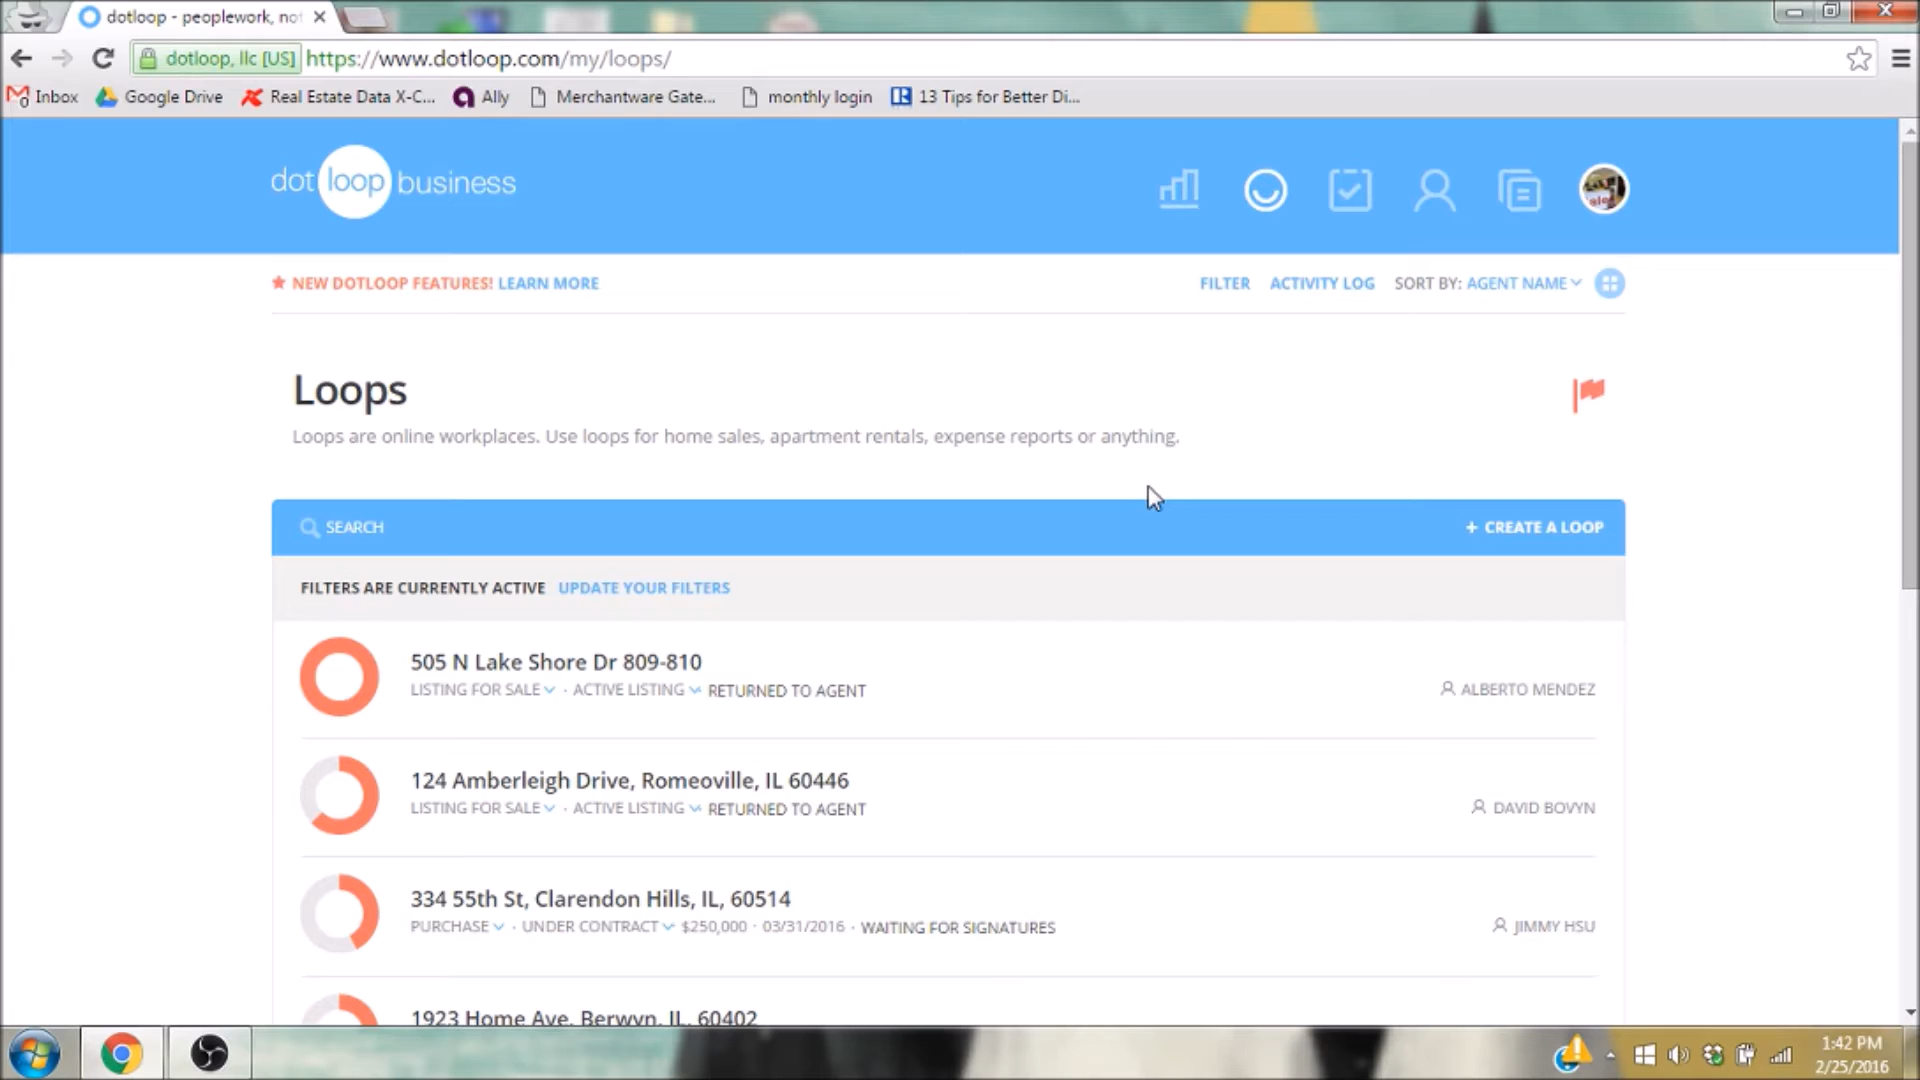 dotloop - peoplework, not
dotloop, llc [US] https://www.dotloop.com/my/loops/
Inbox Google Drive Real Estate Data X-C... Ally Merchantware Gate... monthly login 13 Tips for Better Di...
dot loop business
NEW DOTLOOP FEATURES! LEARN MORE FILTER ACTIVITY LOG SORT BY: AGENT NAME
Loops
Loops are online workplaces. Use loops for home sales, apartment rentals, expense reports or anything.
SEARCH + CREATE A LOOP
FILTERS ARE CURRENTLY ACTIVE UPDATE YOUR FILTERS
505 N Lake Shore Dr 809-810
LISTING FOR SALE · ACTIVE LISTING RETURNED TO AGENT ALBERTO MENDEZ
124 Amberleigh Drive, Romeoville, IL 60446
LISTING FOR SALE · ACTIVE LISTING RETURNED TO AGENT DAVID BOVYN
334 55th St, Clarendon Hills, IL, 60514
PURCHASE · UNDER CONTRACT $250,000 · 03/31/2016 · WAITING FOR SIGNATURES JIMMY HSU
1923 Home Ave, Berwyn, IL, 60402
1:42 PM
2/25/2016